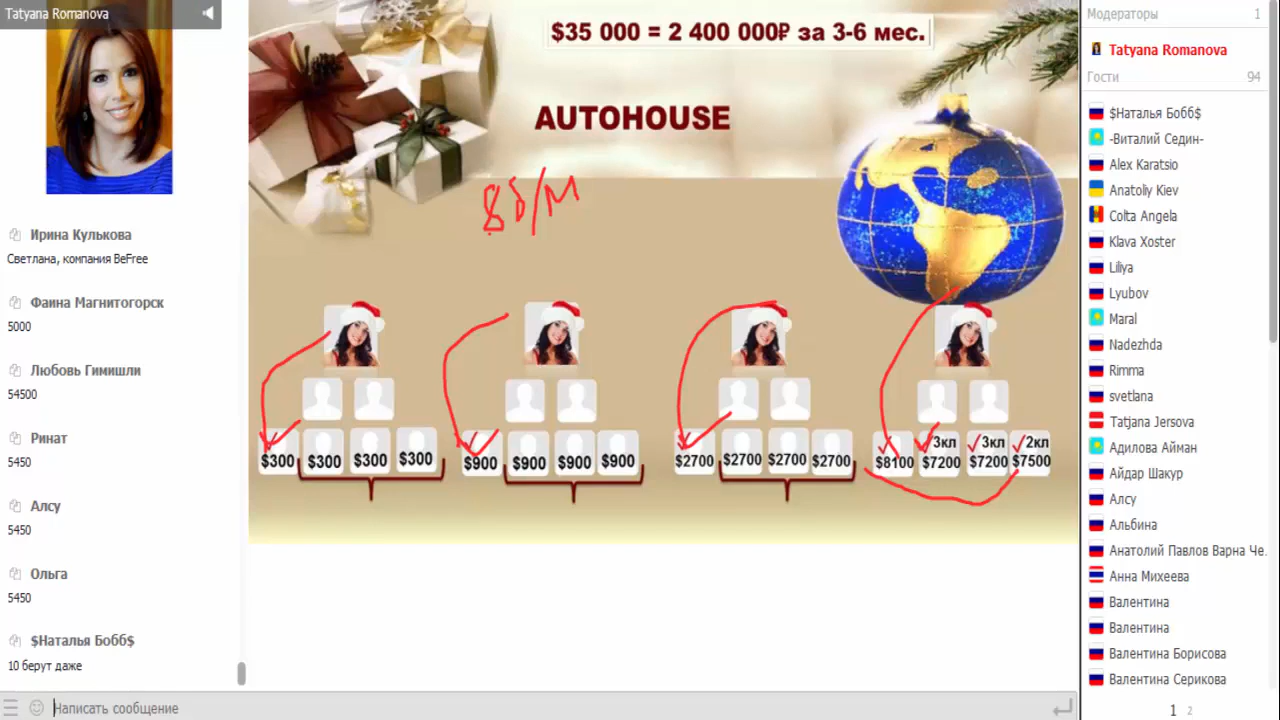 Tatyana Romanova
Ирина Кулькова
Светлана, компания BeFree
Фаина Магнитогорск
5000
Любовь Гимишли
54500
Ринат
5450
Алсу
5450
Ольга
5450
$Наталья Бобб$
10 берут даже
Написать сообщение
$35 000 = 2 400 000₽ за 3-6 мес.
AUTOHOUSE
8б/м
$300 $300 $300 $300
$900 $900 $900 $900
$2700 $2700 $2700 $2700
3кл 3кл 2кл
$8100 $7200 $7200 $7500
Модераторы 1
Tatyana Romanova
Гости 94
$Наталья Бобб$
-Виталий Седин-
Alex Karatsio
Anatoliy Kiev
Colta Angela
Klava Xoster
Liliya
Lyubov
Maral
Nadezhda
Rimma
svetlana
Tatjana Jersova
Адилова Айман
Айдар Шакур
Алсу
Альбина
Анатолий Павлов Варна Че.
Анна Михеева
Валентина
Валентина
Валентина Борисова
Валентина Серикова
1 2